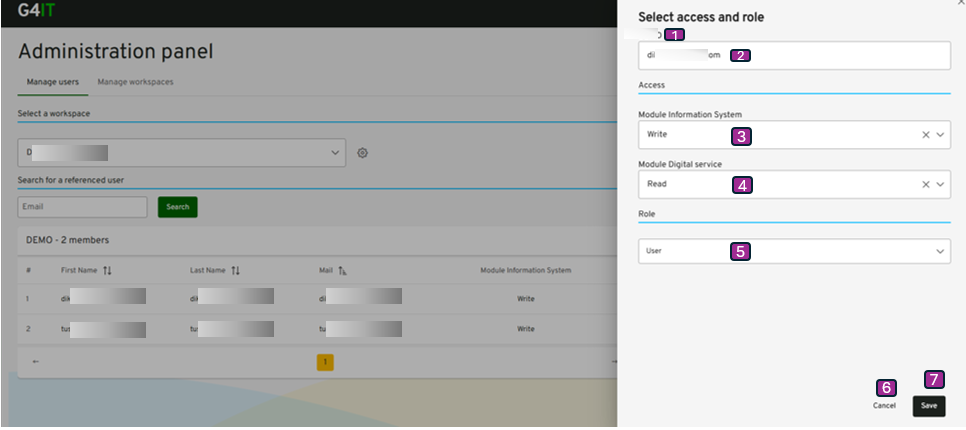 G4IT
Administration panel
Manage users Manage workspaces
Select a workspace
D
Search for a referenced user
Email Search
DEMO - 2 members
# First Name Last Name Mail Module Information System
1 dik di di Write
2 tus tu tu Write
← 1 →
Select access and role
1
di om 2
Access
Module Information System
Write 3
Module Digital service
Read 4
Role
User 5
6 7
Cancel Save